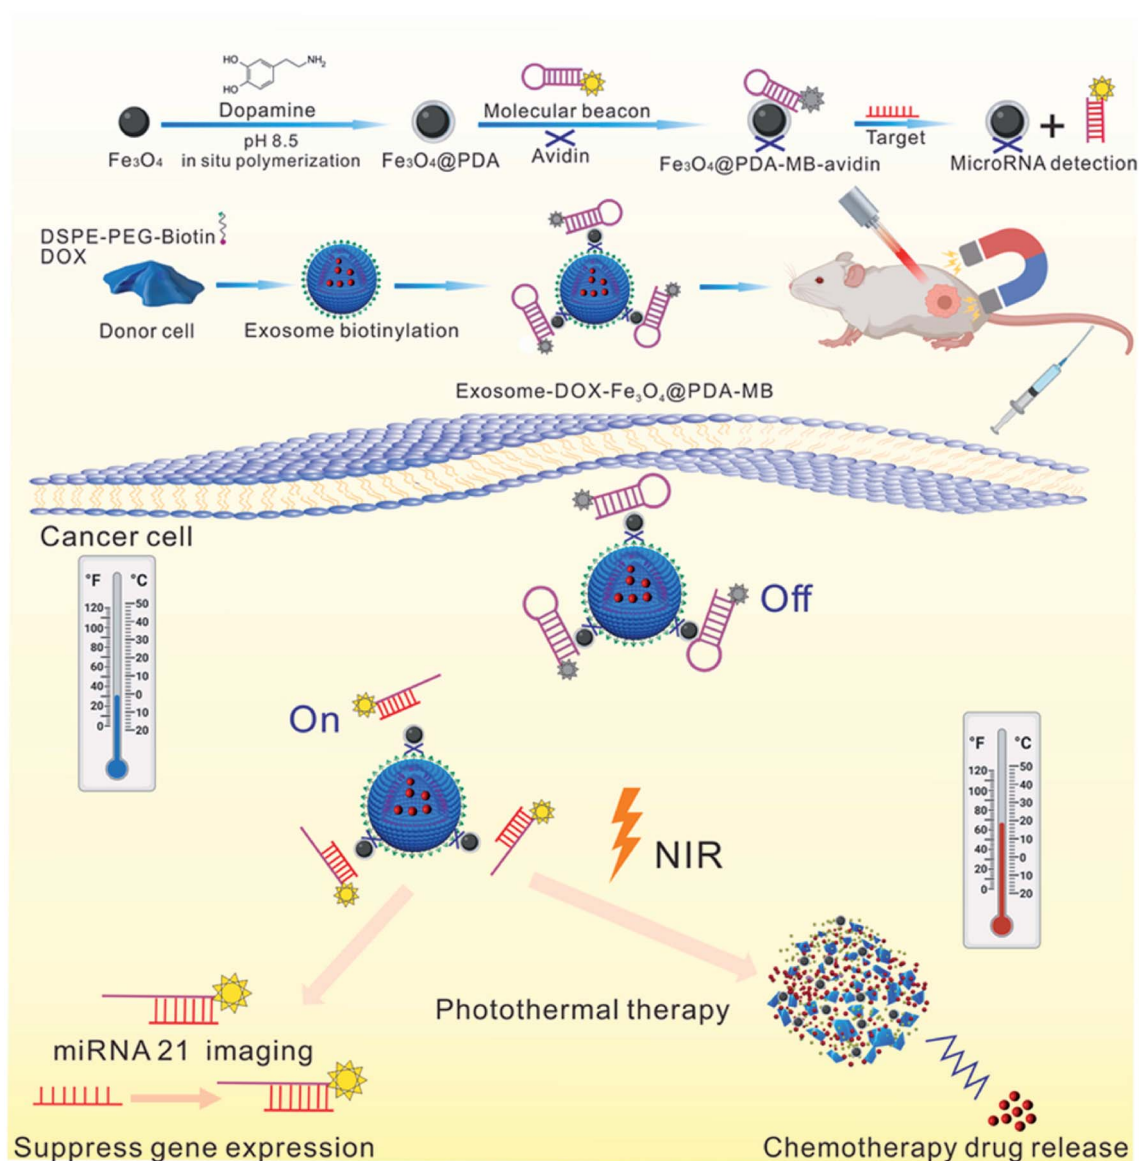 HO
HO
NH₂
Dopamine
pH 8.5
in situ polymerization
Fe₃O₄
Fe₃O₄@PDA
Molecular beacon
Avidin
Fe₃O₄@PDA-MB-avidin
Target
+
MicroRNA detection
DSPE-PEG-Biotin
DOX
Donor cell
Exosome biotinylation
Exosome-DOX-Fe₃O₄@PDA-MB
Cancer cell
°F °C
120
100
80
60
40
20
0
50
40
30
20
10
0
10
20
Off
On
NIR
°F °C
120
100
80
60
40
20
0
50
40
30
20
10
0
10
20
Photothermal therapy
miRNA 21 imaging
Suppress gene expression
Chemotherapy drug release